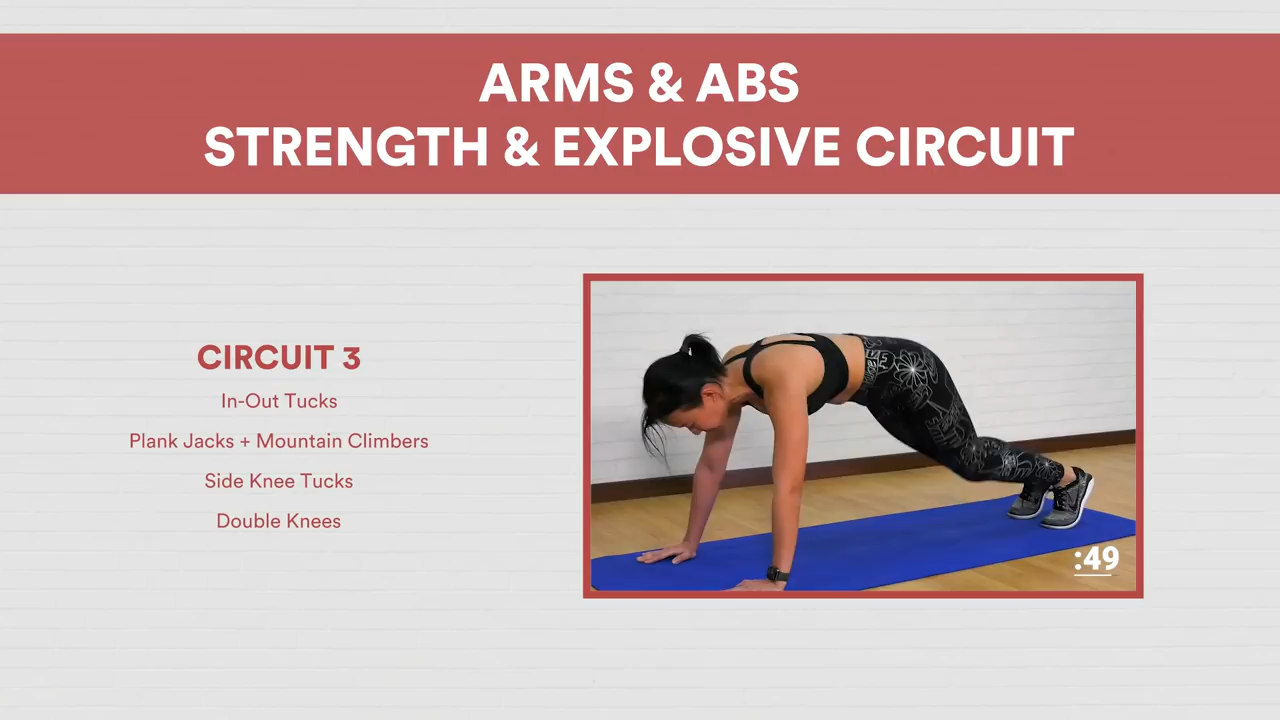 ARMS & ABS
STRENGTH & EXPLOSIVE CIRCUIT
CIRCUIT 3
In-Out Tucks
Plank Jacks + Mountain Climbers
Side Knee Tucks
Double Knees
:49